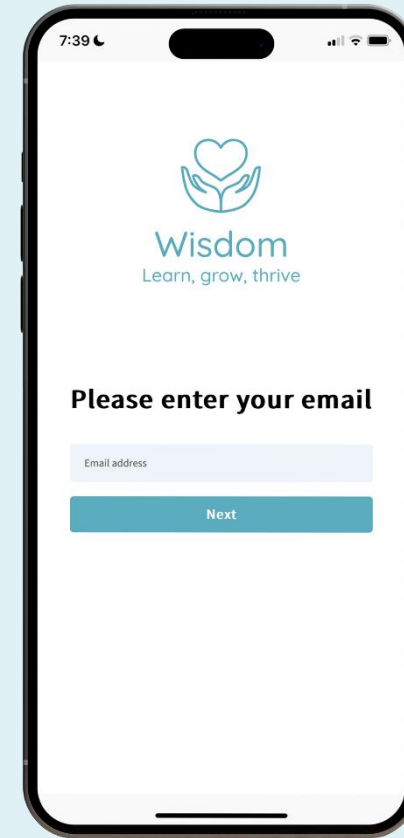 7:39
Wisdom
Learn, grow, thrive
Please enter your email
Email address
Next